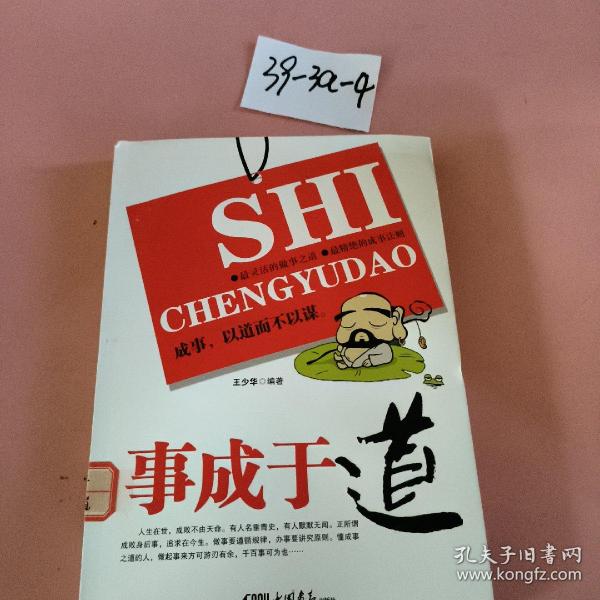 39-3a-4
SHI
●最灵活的做事之道 ●最精绝的成事法则
CHENGYUDAO
成事,以道而不以谋。
王少华◎编著
事成于道
人生在世,成败不由天命。有人名垂青史,有人默默无闻。正所谓
成败身后事,追求在今生。做事要遵循规律,办事要讲究原则。懂成事
之道的人,做起事来方可游刃有余,千百事可为也……
孔夫子旧书网
www.kongfz.com